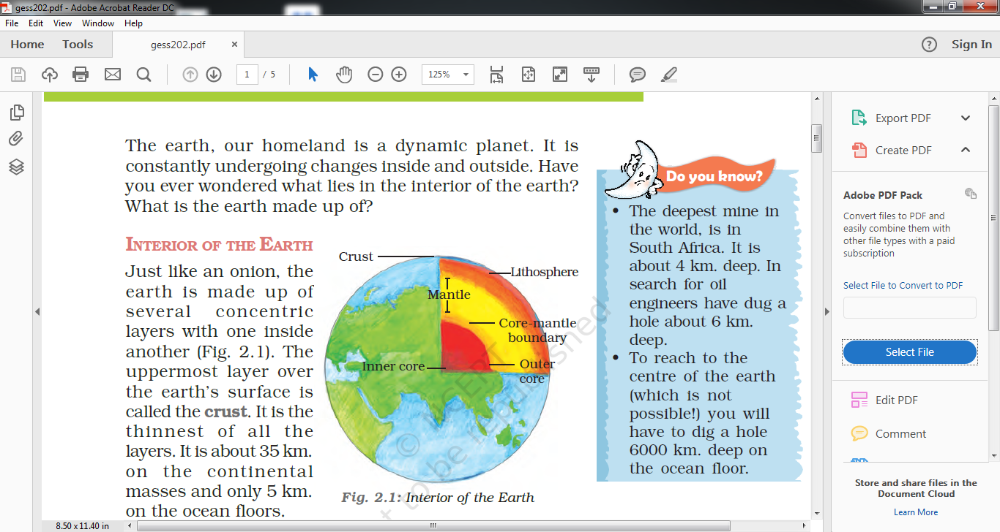 gess202.pdf - Adobe Acrobat Reader DC
File Edit View Window Help
Home Tools gess202.pdf × ? Sign In
1 / 5 125%
The earth, our homeland is a dynamic planet. It is
constantly undergoing changes inside and outside. Have
you ever wondered what lies in the interior of the earth?
What is the earth made up of?
INTERIOR OF THE EARTH
Just like an onion, the
earth is made up of
several concentric
layers with one inside
another (Fig. 2.1). The
uppermost layer over
the earth's surface is
called the crust. It is the
thinnest of all the
layers. It is about 35 km.
on the continental
masses and only 5 km.
on the ocean floors.
Crust
Lithosphere
Mantle
Core-mantle
boundary
Inner core
Outer
core
© NCERT
not to be republished
Fig. 2.1: Interior of the Earth
Do you know?
• The deepest mine in
the world, is in
South Africa. It is
about 4 km. deep. In
search for oil
engineers have dug a
hole about 6 km.
deep.
• To reach to the
centre of the earth
(which is not
possible!) you will
have to dig a hole
6000 km. deep on
the ocean floor.
Export PDF
Create PDF
Adobe PDF Pack
Convert files to PDF and
easily combine them with
other file types with a paid
subscription
Select File to Convert to PDF
Select File
Edit PDF
Comment
Store and share files in the
Document Cloud
Learn More
8.50 x 11.40 in